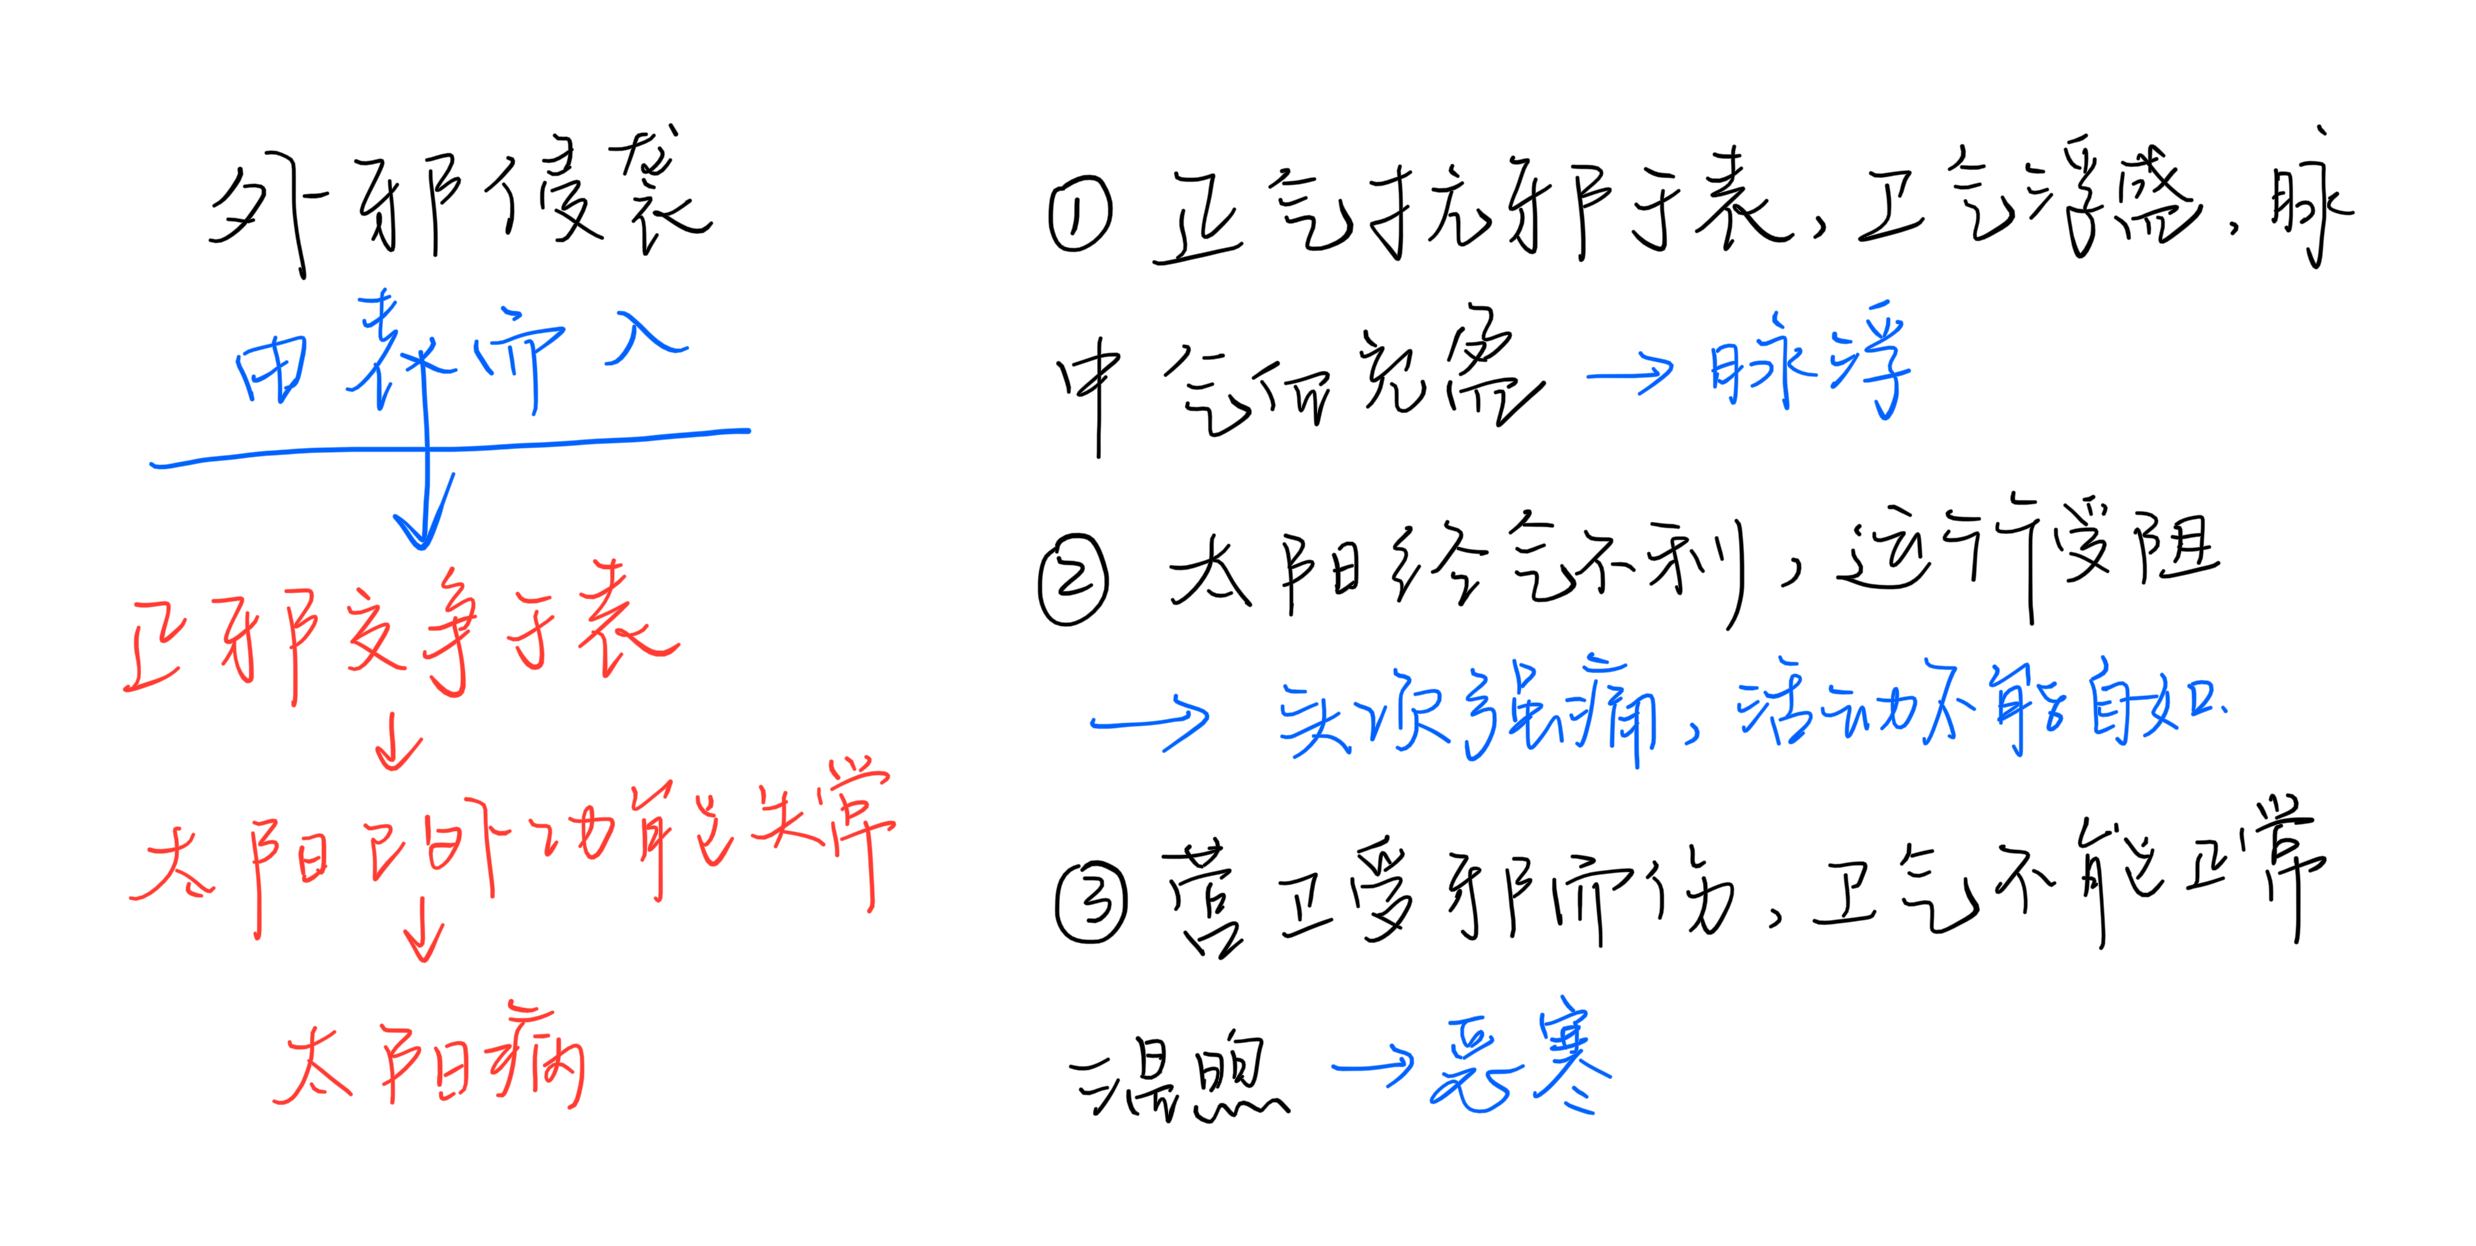 外邪侵袭
由表而入
正邪交争于表
↓
太阳卫外功能失常
↓
太阳病
① 正气抗邪于表，卫气浮盛，脉
中气而充盈 → 脉浮
② 太阳经气不利，运行受阻
→ 头项强痛，活动不能自如.
③ 营卫受邪而伤，卫气不能正常
温煦 → 恶寒